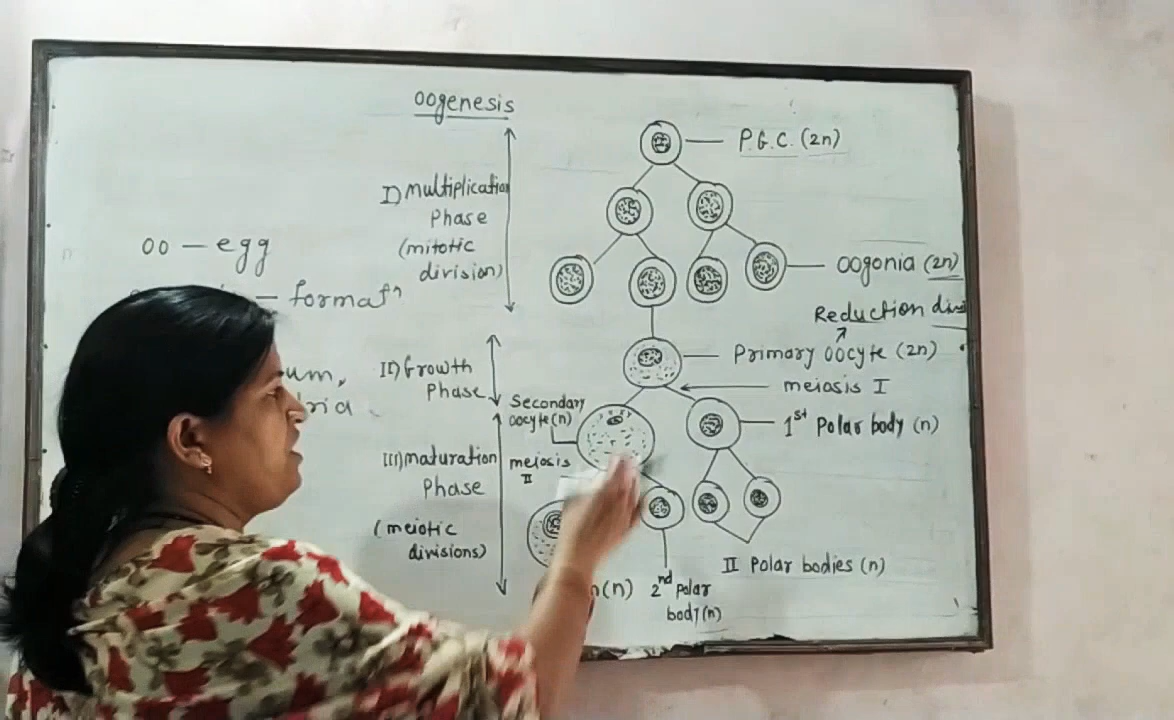 oogenesis
P.G.C. (2n)
I) multiplication
Phase
(mitotic
division)
oo — egg
— format^n
oogonia (2n)
Reduction
Primary oocyte (2n)
meiosis I
II) Growth
Phase
Secondary
oocyte (n)
1st Polar body (n)
III) maturation
Phase
(meiotic
divisions)
meiosis
II
II Polar bodies (n)
(n)
2nd Polar
body (n)